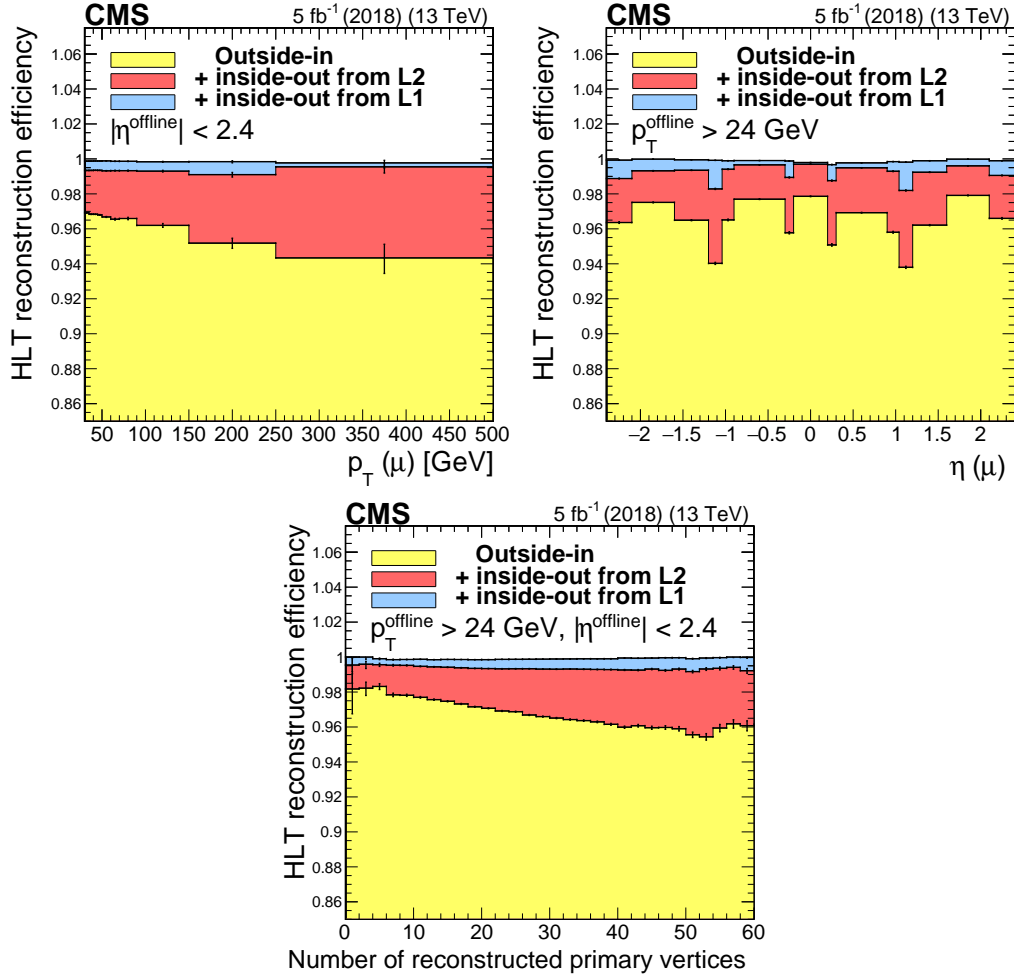 CMS 5 fb⁻¹ (2018) (13 TeV)
HLT reconstruction efficiency
Outside-in
+ inside-out from L2
+ inside-out from L1
|η^offline| < 2.4
1.06
1.04
1.02
1
0.98
0.96
0.94
0.92
0.9
0.88
0.86
50 100 150 200 250 300 350 400 450 500
p_T (μ) [GeV]
CMS 5 fb⁻¹ (2018) (13 TeV)
HLT reconstruction efficiency
Outside-in
+ inside-out from L2
+ inside-out from L1
p_T^offline > 24 GeV
1.06
1.04
1.02
1
0.98
0.96
0.94
0.92
0.9
0.88
0.86
−2 −1.5 −1 −0.5 0 0.5 1 1.5 2
η (μ)
CMS 5 fb⁻¹ (2018) (13 TeV)
HLT reconstruction efficiency
Outside-in
+ inside-out from L2
+ inside-out from L1
p_T^offline > 24 GeV, |η^offline| < 2.4
1.06
1.04
1.02
1
0.98
0.96
0.94
0.92
0.9
0.88
0.86
0 10 20 30 40 50 60
Number of reconstructed primary vertices